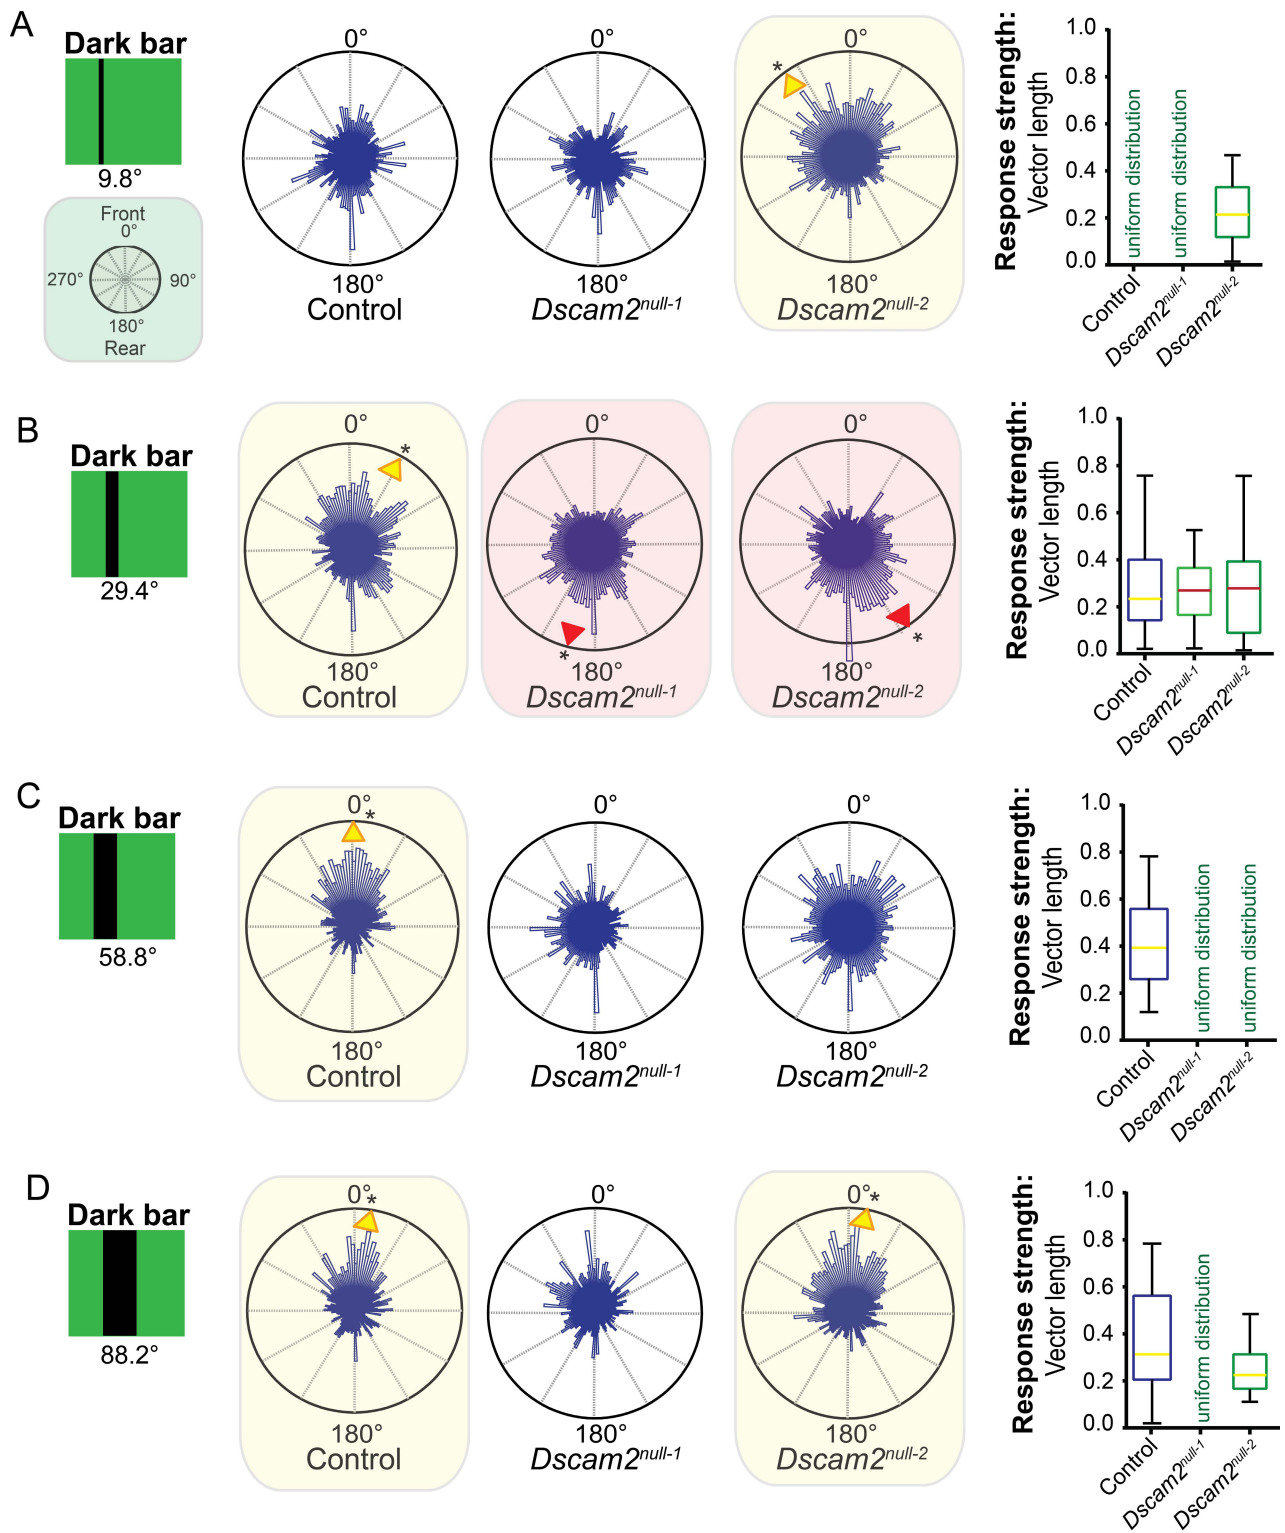 A
Dark bar
9.8°
Front
0°
270°
90°
180°
Rear
0°
180°
Control
0°
180°
Dscam2null-1
*
0°
180°
Dscam2null-2
Response strength:
Vector length
1.0
0.8
0.6
0.4
0.2
0.0
uniform distribution
uniform distribution
Control
Dscam2null-1
Dscam2null-2
B
Dark bar
29.4°
0°
*
180°
Control
0°
*
180°
Dscam2null-1
0°
*
180°
Dscam2null-2
Response strength:
Vector length
1.0
0.8
0.6
0.4
0.2
0.0
Control
Dscam2null-1
Dscam2null-2
C
Dark bar
58.8°
0°
*
180°
Control
0°
180°
Dscam2null-1
0°
180°
Dscam2null-2
Response strength:
Vector length
1.0
0.8
0.6
0.4
0.2
0.0
uniform distribution
uniform distribution
Control
Dscam2null-1
Dscam2null-2
D
Dark bar
88.2°
0°
*
180°
Control
0°
180°
Dscam2null-1
0°
*
180°
Dscam2null-2
Response strength:
Vector length
1.0
0.8
0.6
0.4
0.2
0.0
uniform distribution
Control
Dscam2null-1
Dscam2null-2